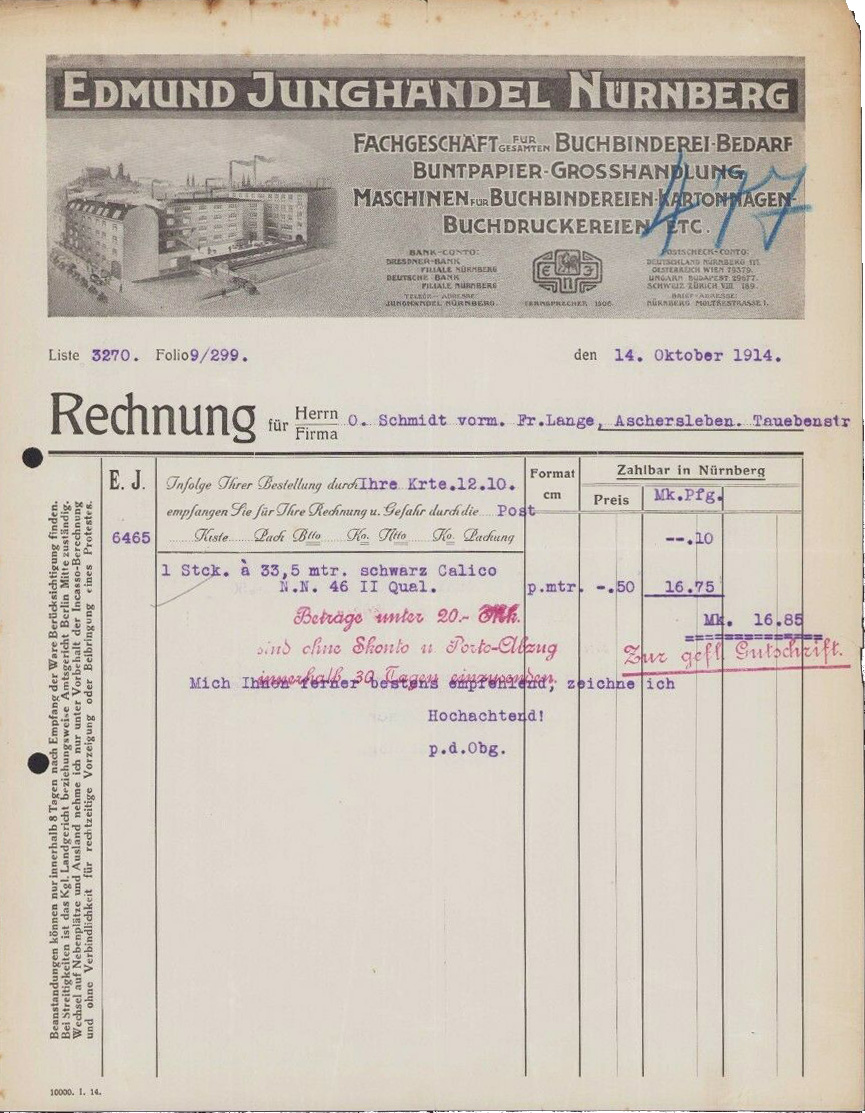 EDMUND JUNGHÄNDEL NÜRNBERG
FACHGESCHÄFT FÜR GESAMTEN BUCHBINDEREI-BEDARF
BUNTPAPIER-GROSSHANDLUNG
MASCHINEN FÜR BUCHBINDEREIEN-KARTONNAGEN-
BUCHDRUCKEREIEN ETC.
477
BANK-CONTO:
DRESDNER-BANK
FILIALE NÜRNBERG
DEUTSCHE BANK
FILIALE NÜRNBERG
TELEGR.-ADRESSE:
JUNGHÄNDEL NÜRNBERG.
FERNSPRECHER 1506.
POSTSCHECK-CONTO:
DEUTSCHLAND NÜRNBERG 117.
OESTERREICH WIEN 79379.
UNGARN BUDAPEST 29677.
SCHWEIZ ZÜRICH VIII 189.
BRIEF-ADRESSE:
NÜRNBERG MOLTKESTRASSE 1.
Liste 3270. Folio 9/299. den 14. Oktober 1914.
Rechnung für Herrn Firma O. Schmidt vorm. Fr.Lange, Aschersleben. Tauebenstr
E. J. Infolge Ihrer Bestellung durch Ihre Krte.12.10. Format cm Zahlbar in Nürnberg
Preis Mk.Pfg.
empfangen Sie für Ihre Rechnung u. Gefahr durch die Post
6465 Kiste Pack Btto Ko. Ntto Ko. Packung --.10
1 Stck. à 33,5 mtr. schwarz Calico
N.N. 46 II Qual. p.mtr. -.50 16.75
Mk. 16.85
Beträge unter 20.- Mk.
sind ohne Skonto u Porto-Abzug
innerhalb 30 Tagen einzusenden.
Zur gefl. Gutschrift.
Mich Ihnen ferner bestens empfehlend, zeichne ich
Hochachtend!
p.d.Obg.
Beanstandungen können nur innerhalb 8 Tagen nach Empfang der Ware Berücksichtigung finden.
Bei Streitigkeiten ist das Kgl. Landgericht beziehungsweise Amtsgericht Berlin Mitte zuständig.
Wechsel auf Nebenplätze und Ausland nehme ich nur unter Vorbehalt der Incasso-Berechnung
und ohne Verbindlichkeit für rechtzeitige Vorzeigung oder Beibringung eines Protestes.
10000. I. 14.